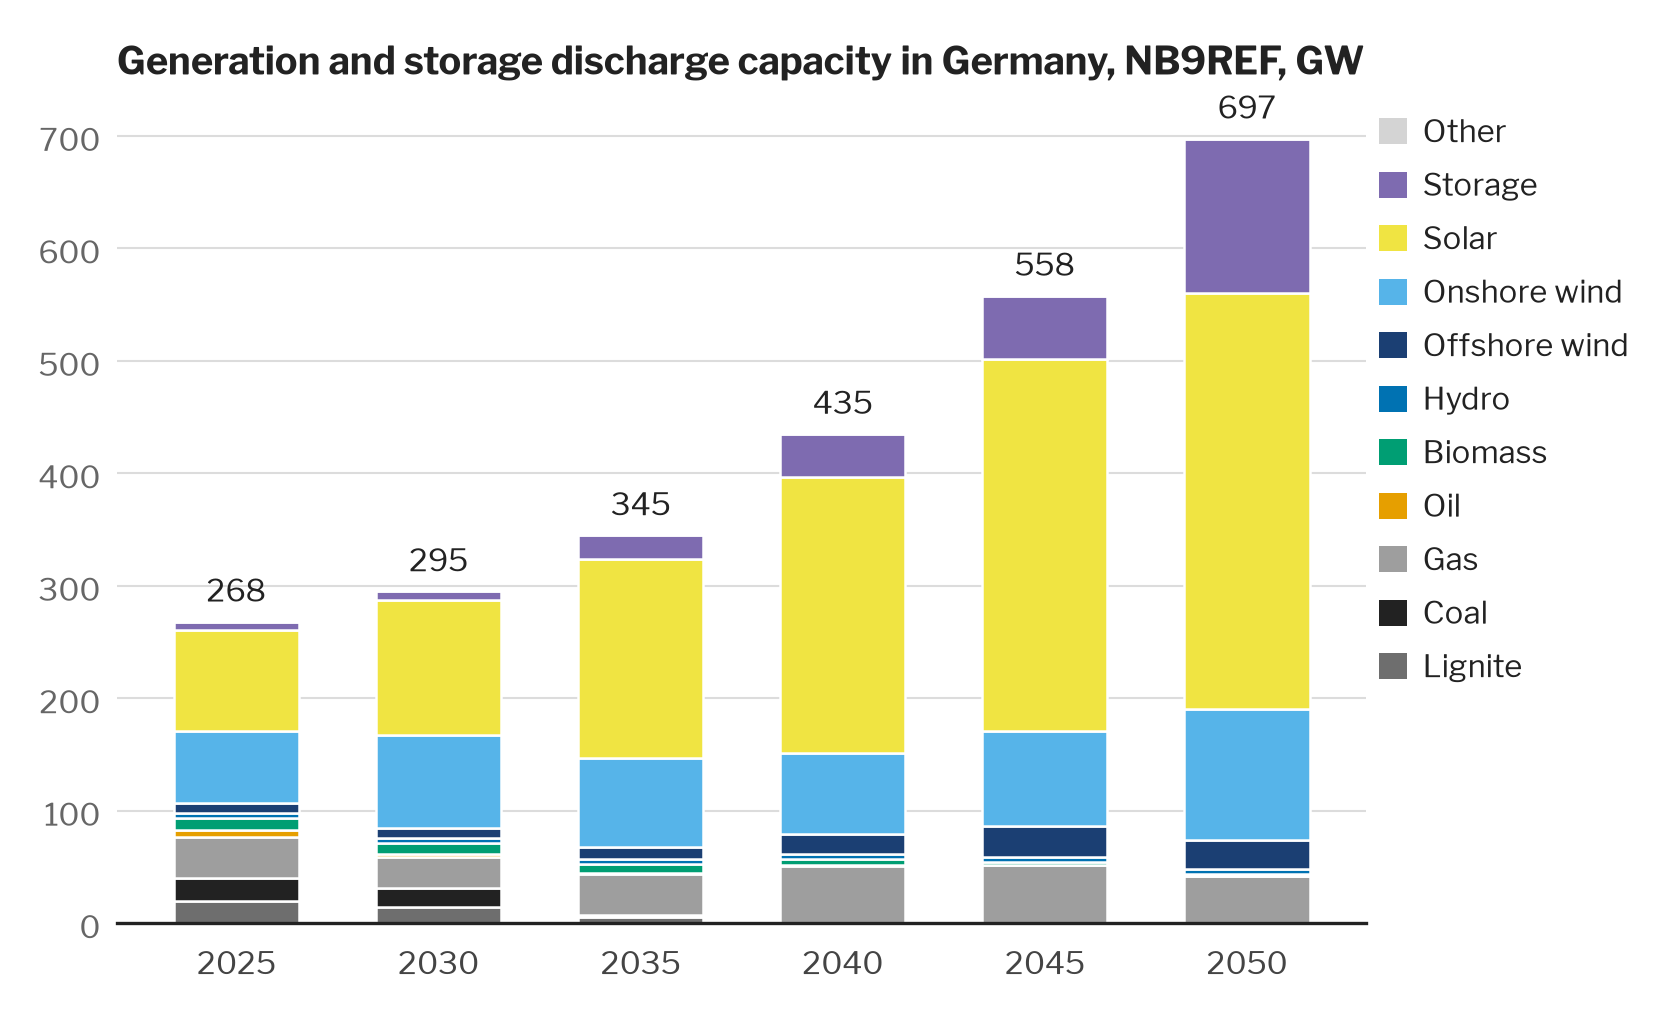 Generation and storage discharge capacity in Germany, NB9REF, GW
700
600
500
400
300
200
100
0
268
295
345
435
558
697
2025
2030
2035
2040
2045
2050
Other
Storage
Solar
Onshore wind
Offshore wind
Hydro
Biomass
Oil
Gas
Coal
Lignite